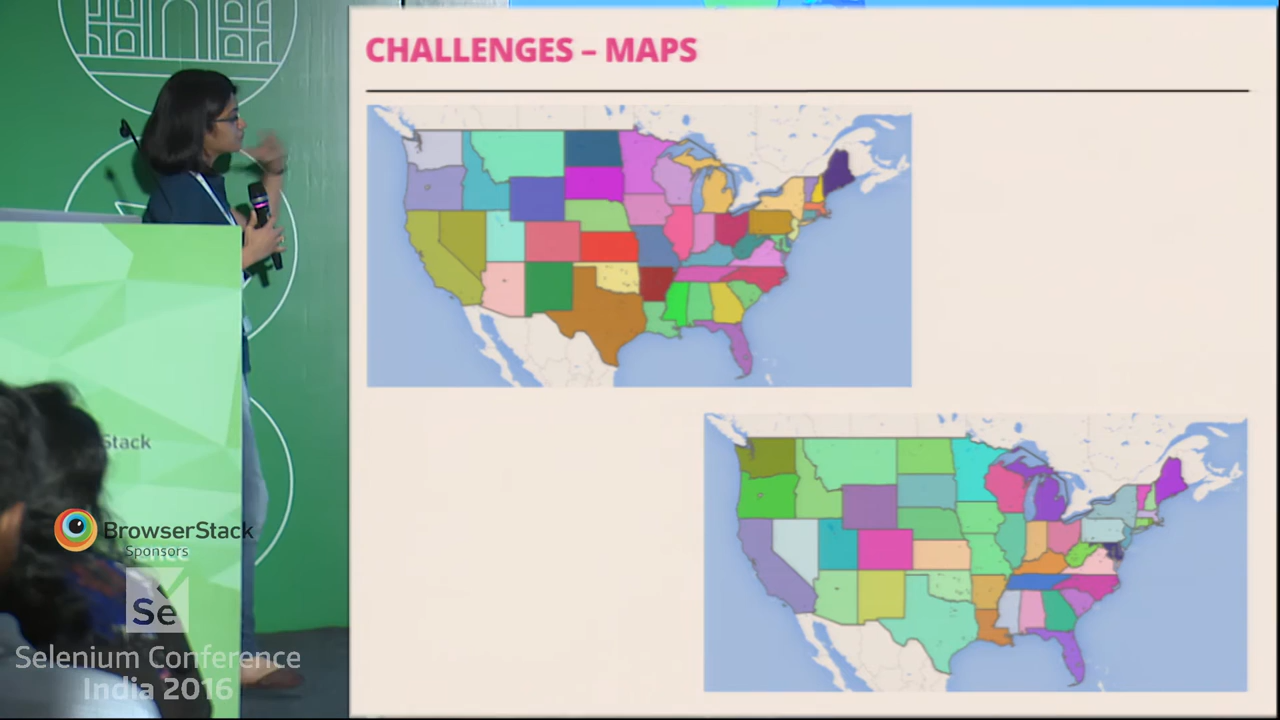 CHALLENGES – MAPS
Stack
BrowserStack
Sponsors
Se
Selenium Conference
India 2016